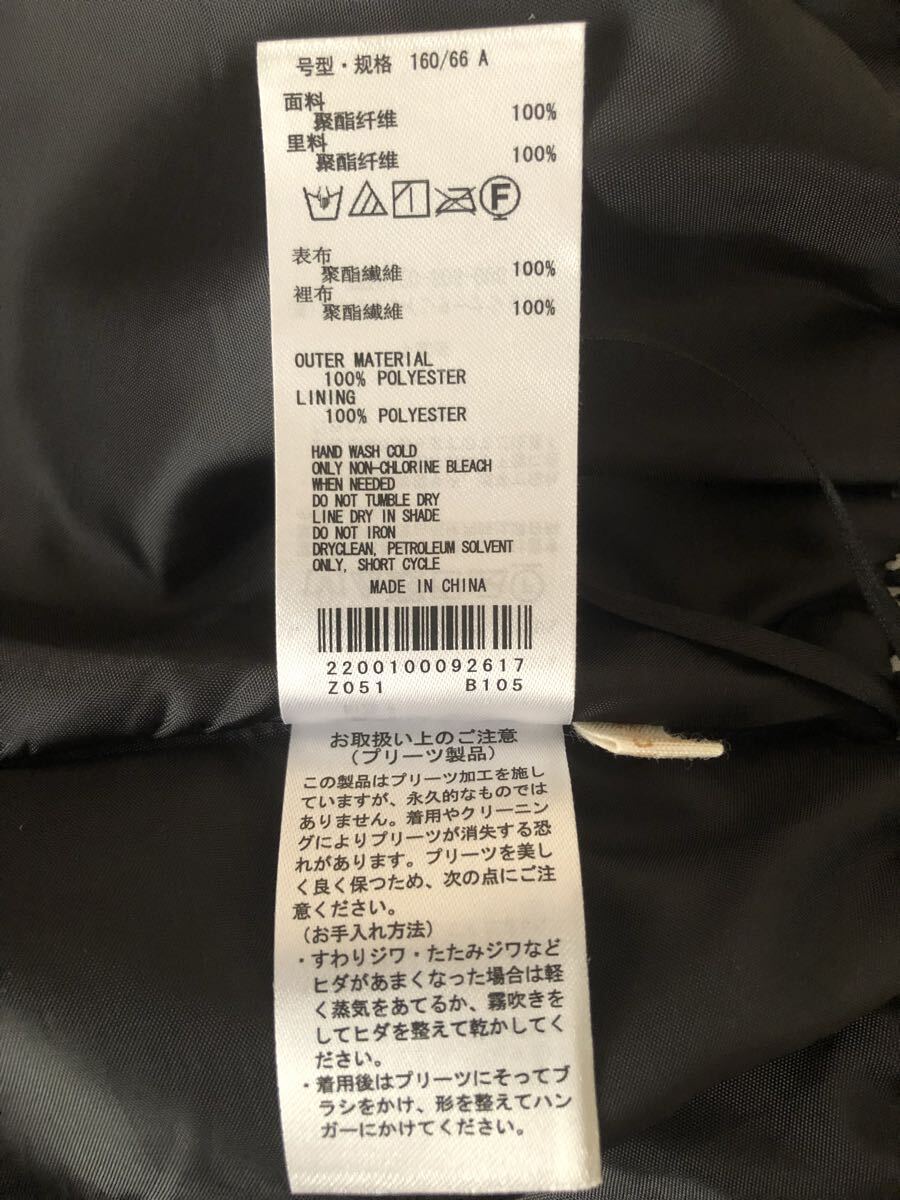 号型・规格 160/66 A
面料
聚酯纤维 100%
里料
聚酯纤维 100%
F
表布
聚酯纖維 100%
裡布
聚酯纖維 100%
OUTER MATERIAL
100% POLYESTER
LINING
100% POLYESTER
HAND WASH COLD
ONLY NON-CHLORINE BLEACH
WHEN NEEDED
DO NOT TUMBLE DRY
LINE DRY IN SHADE
DO NOT IRON
DRYCLEAN, PETROLEUM SOLVENT
ONLY, SHORT CYCLE
MADE IN CHINA
2200100092617
Z051 B105
お取扱い上のご注意
（プリーツ製品）
この製品はプリーツ加工を施し
ていますが、永久的なものでは
ありません。着用やクリーニン
グによりプリーツが消失する恐
れがあります。プリーツを美し
く良く保つため、次の点にご注
意ください。
（お手入れ方法）
・すわりジワ・たたみジワなど
ヒダがあまくなった場合は軽
く蒸気をあてるか、霧吹きを
してヒダを整えて乾かしてく
ださい。
・着用後はプリーツにそってブ
ラシをかけ、形を整えてハン
ガーにかけてください。